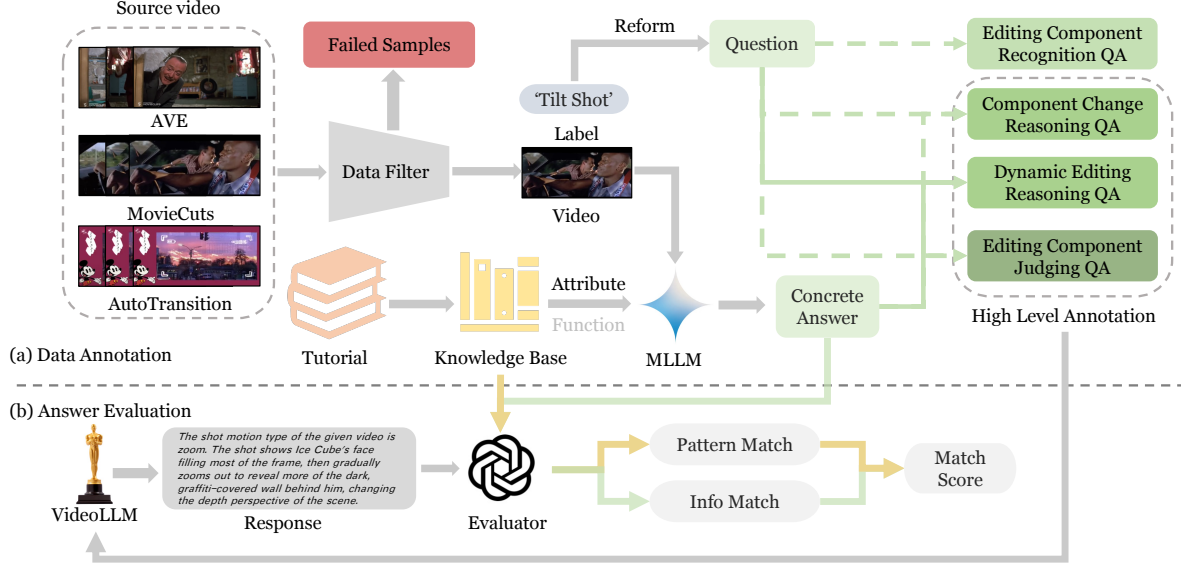 Source video
AVE
MovieCuts
AutoTransition
(a) Data Annotation
Failed Samples
Data Filter
Reform
'Tilt Shot'
Label
Video
Question
Editing Component
Recognition QA
Component Change
Reasoning QA
Dynamic Editing
Reasoning QA
Editing Component
Judging QA
High Level Annotation
Tutorial
Knowledge Base
Attribute
Function
MLLM
Concrete
Answer
(b) Answer Evaluation
VideoLLM
The shot motion type of the given video is
zoom. The shot shows Ice Cube's face
filling most of the frame, then gradually
zooms out to reveal more of the dark,
graffiti-covered wall behind him, changing
the depth perspective of the scene.
Response
Evaluator
Pattern Match
Info Match
Match
Score